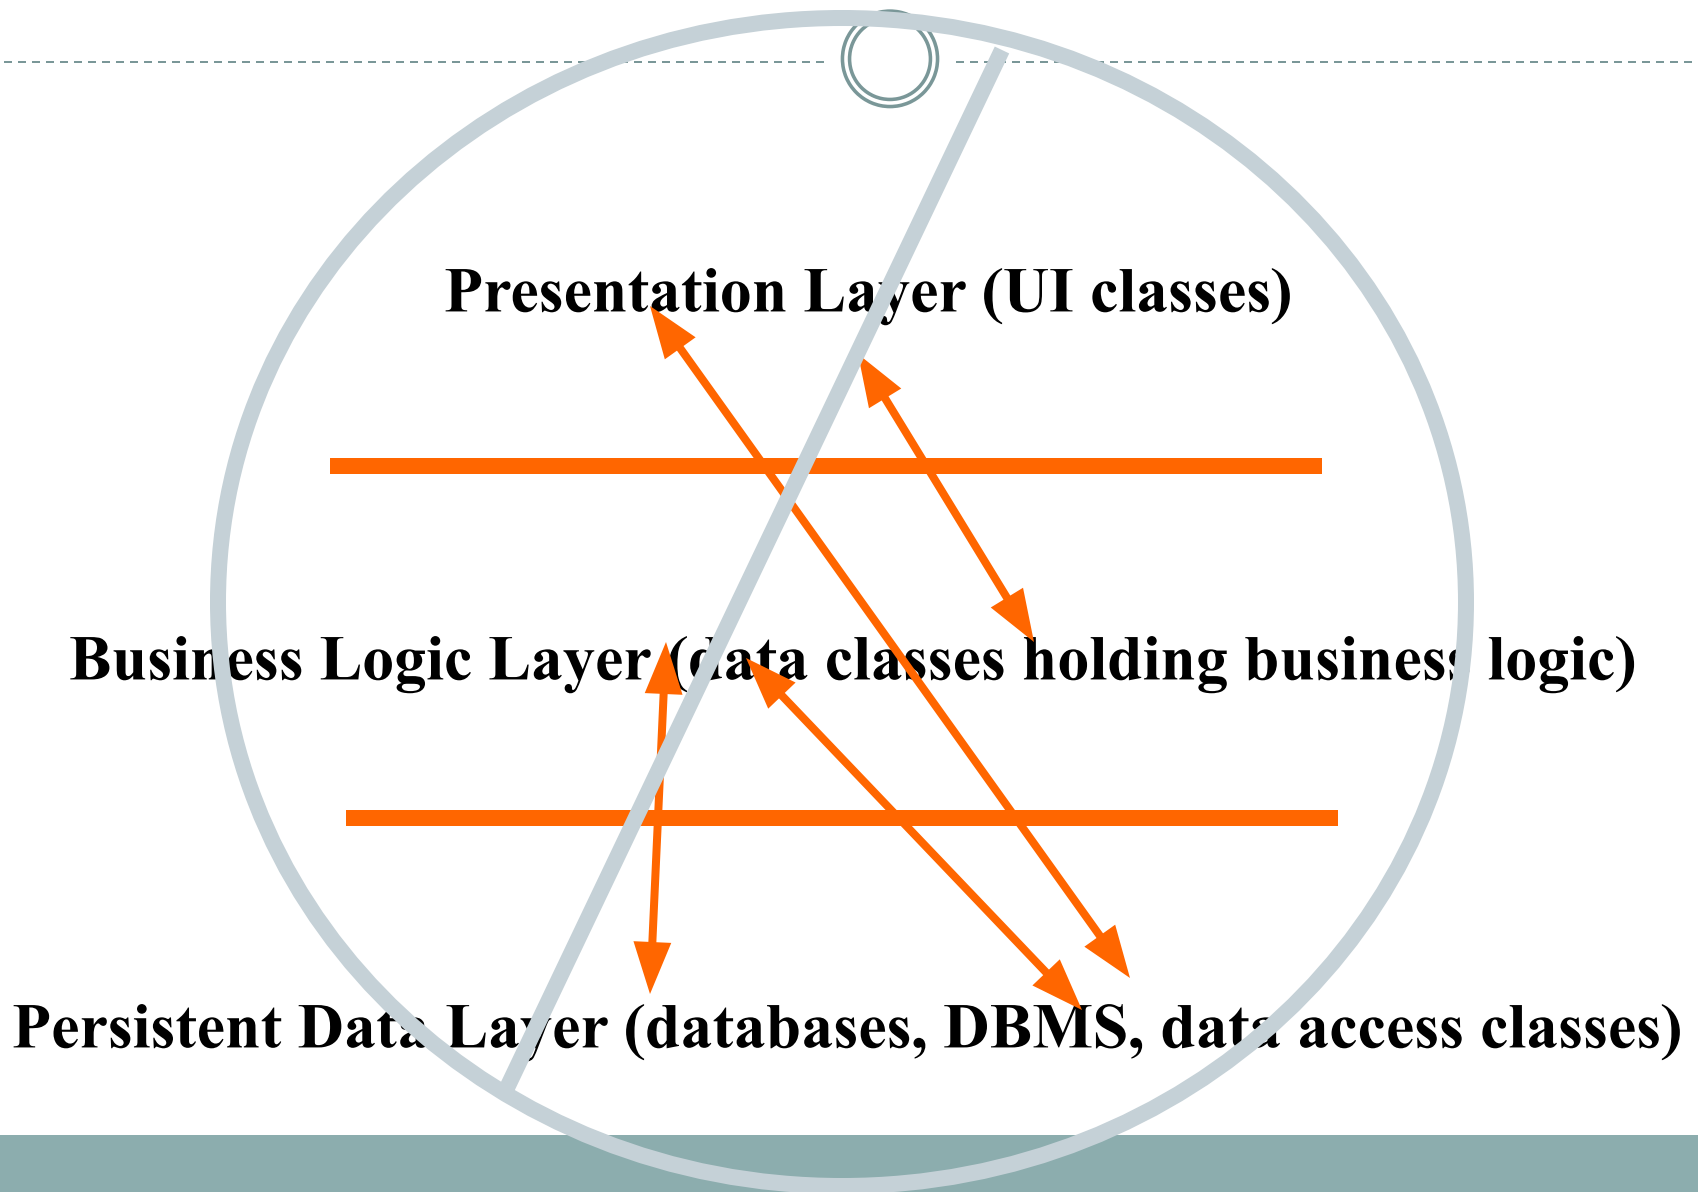 Presentation Layer (UI classes)
Business Logic Layer (data classes holding business logic)
Persistent Data Layer (databases, DBMS, data access classes)